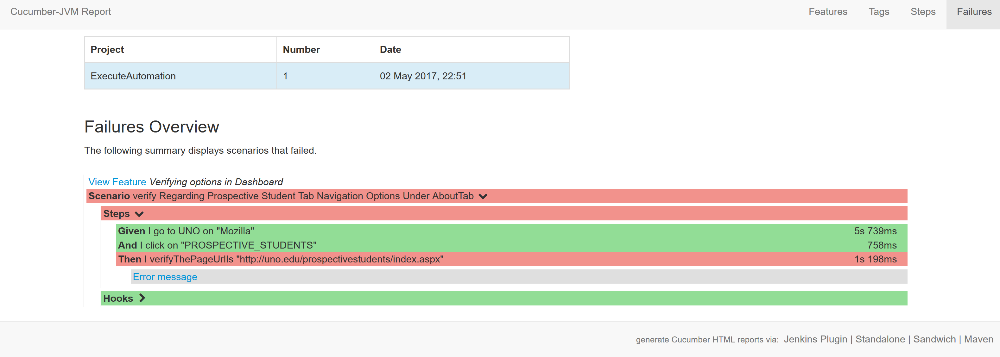 Cucumber-JVM Report Features Tags Steps Failures
Project Number Date
ExecuteAutomation 1 02 May 2017, 22:51
Failures Overview
The following summary displays scenarios that failed.
View Feature Verifying options in Dashboard
Scenario verify Regarding Prospective Student Tab Navigation Options Under AboutTab
Steps
Given I go to UNO on "Mozilla" 5s 739ms
And I click on "PROSPECTIVE_STUDENTS" 758ms
Then I verifyThePageUrlIs "http://uno.edu/prospectivestudents/index.aspx" 1s 198ms
Error message
Hooks
generate Cucumber HTML reports via: Jenkins Plugin | Standalone | Sandwich | Maven